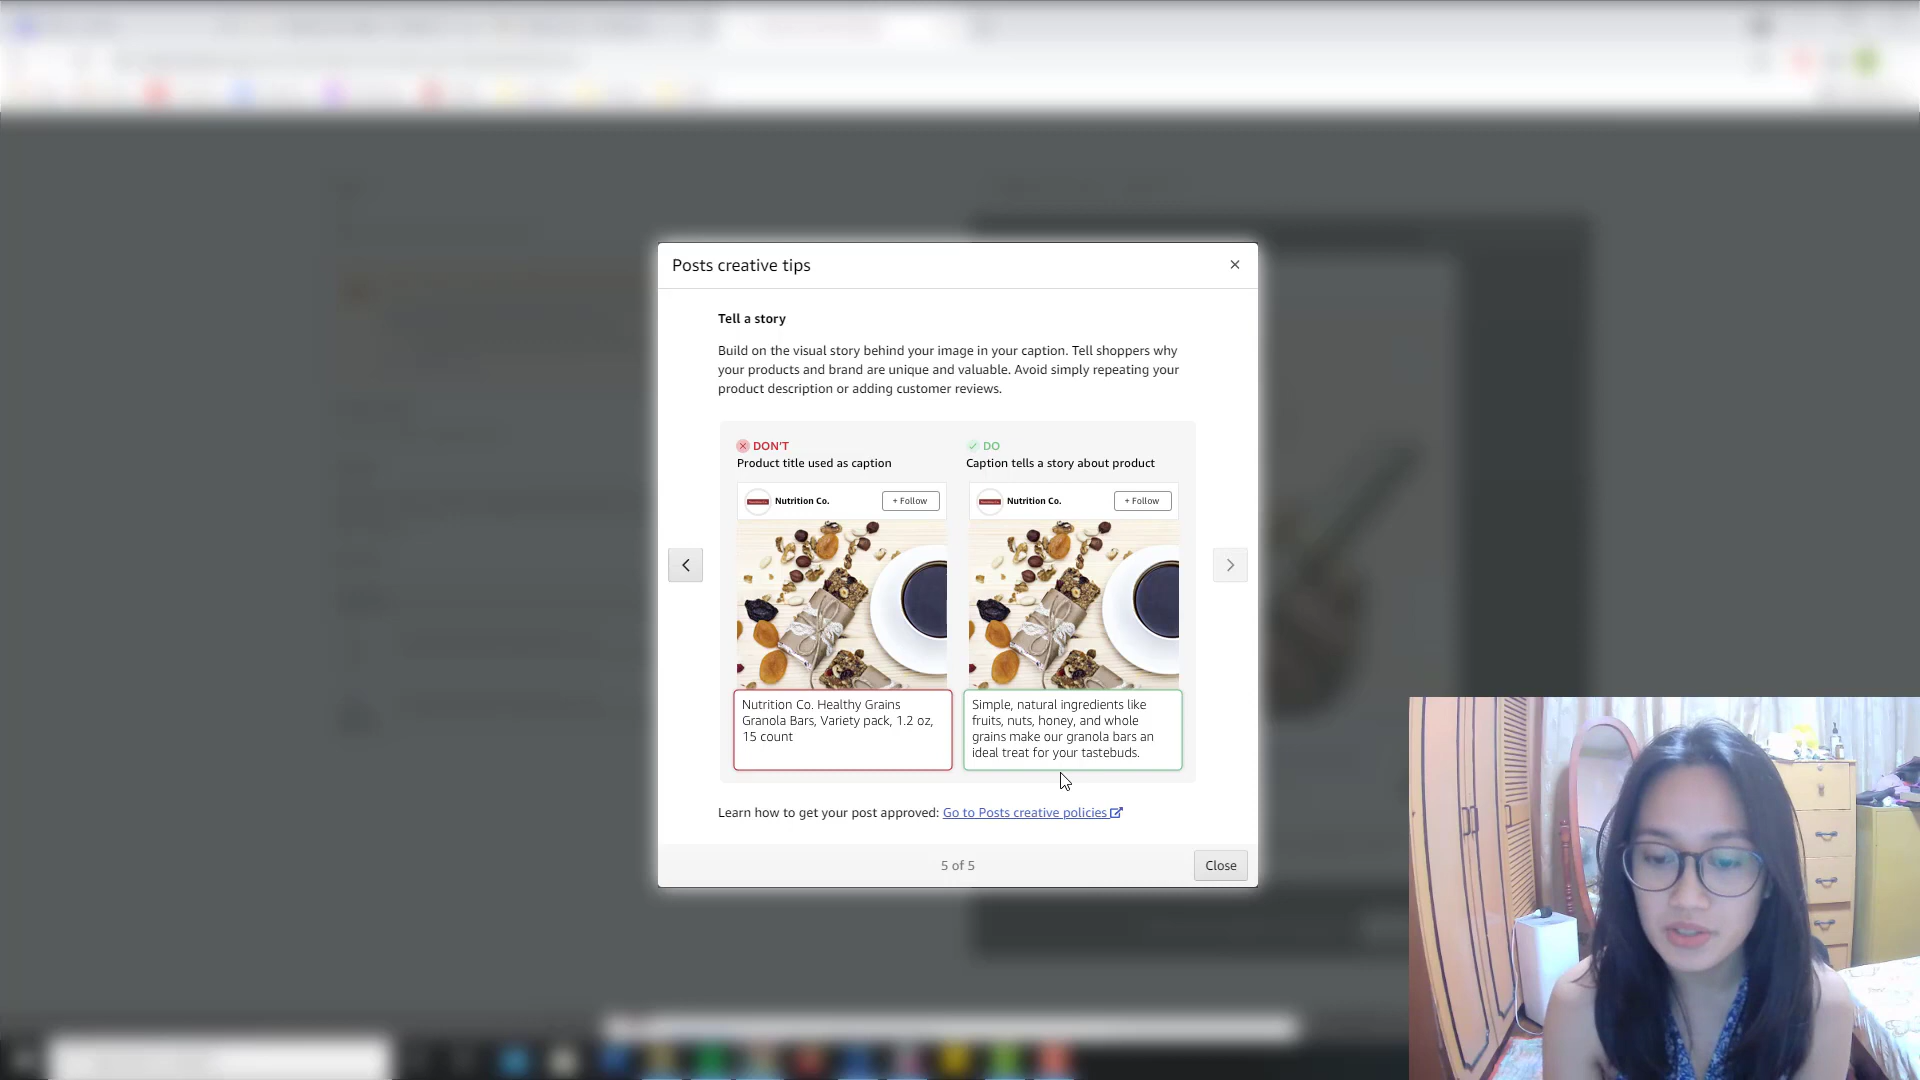 Posts creative tips
Tell a story
Build on the visual story behind your image in your caption. Tell shoppers why
your products and brand are unique and valuable. Avoid simply repeating your
product description or adding customer reviews.
DON'T
Product title used as caption
Nutrition Co.
+ Follow
Nutrition Co. Healthy Grains
Granola Bars, Variety pack, 1.2 oz,
15 count
DO
Caption tells a story about product
Nutrition Co.
+ Follow
Simple, natural ingredients like
fruits, nuts, honey, and whole
grains make our granola bars an
ideal treat for your tastebuds.
Learn how to get your post approved: Go to Posts creative policies
5 of 5
Close